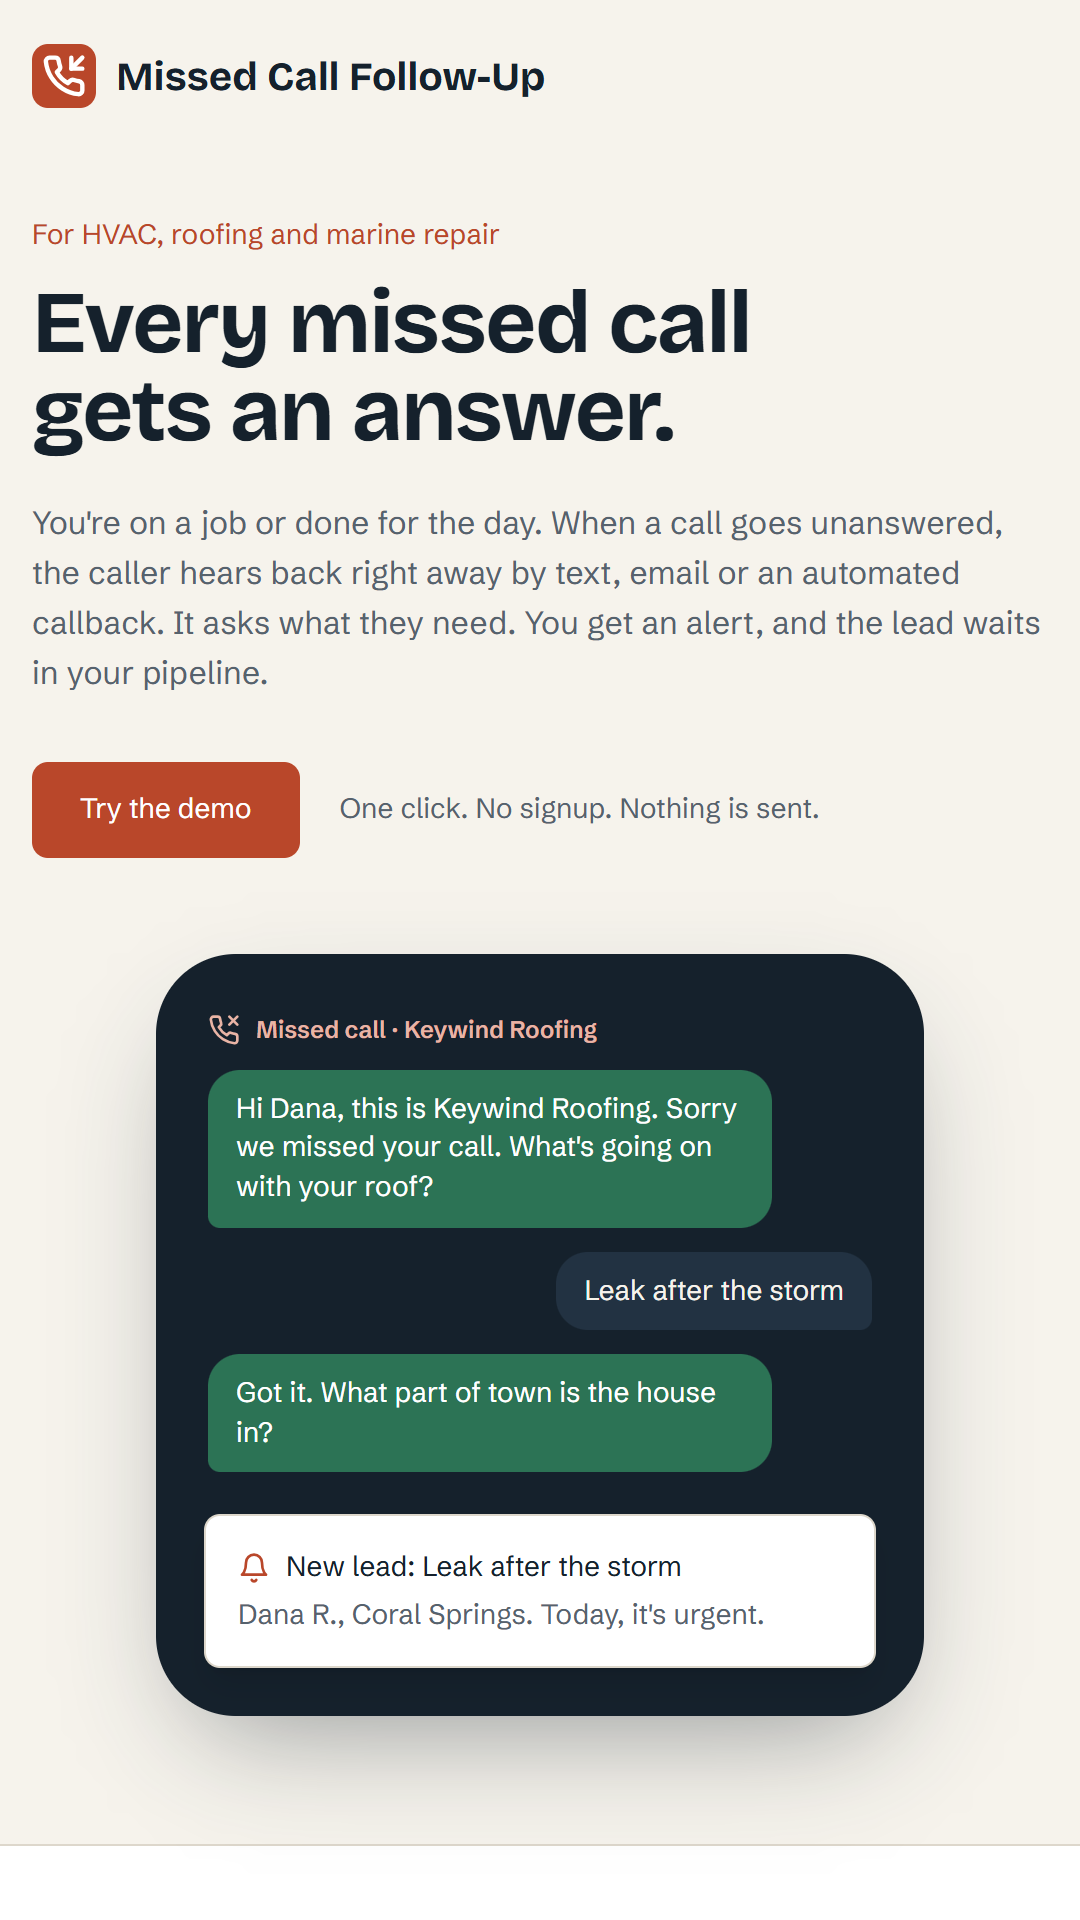 Missed Call Follow-Up
For HVAC, roofing and marine repair
Every missed call
gets an answer.
You're on a job or done for the day. When a call goes unanswered,
the caller hears back right away by text, email or an automated
callback. It asks what they need. You get an alert, and the lead waits
in your pipeline.
Try the demo
One click. No signup. Nothing is sent.
Missed call · Keywind Roofing
Hi Dana, this is Keywind Roofing. Sorry
we missed your call. What's going on
with your roof?
Leak after the storm
Got it. What part of town is the house
in?
New lead: Leak after the storm
Dana R., Coral Springs. Today, it's urgent.